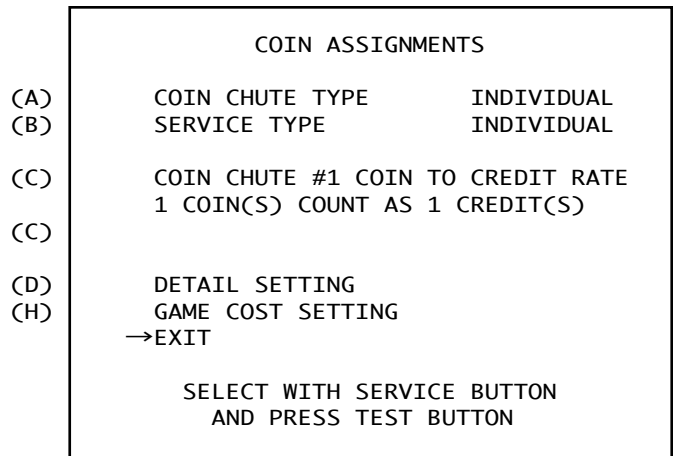 COIN ASSIGNMENTS
(A) COIN CHUTE TYPE INDIVIDUAL
(B) SERVICE TYPE INDIVIDUAL
(C) COIN CHUTE #1 COIN TO CREDIT RATE
1 COIN(S) COUNT AS 1 CREDIT(S)
(C)
(D) DETAIL SETTING
(H) GAME COST SETTING
→EXIT
SELECT WITH SERVICE BUTTON
AND PRESS TEST BUTTON